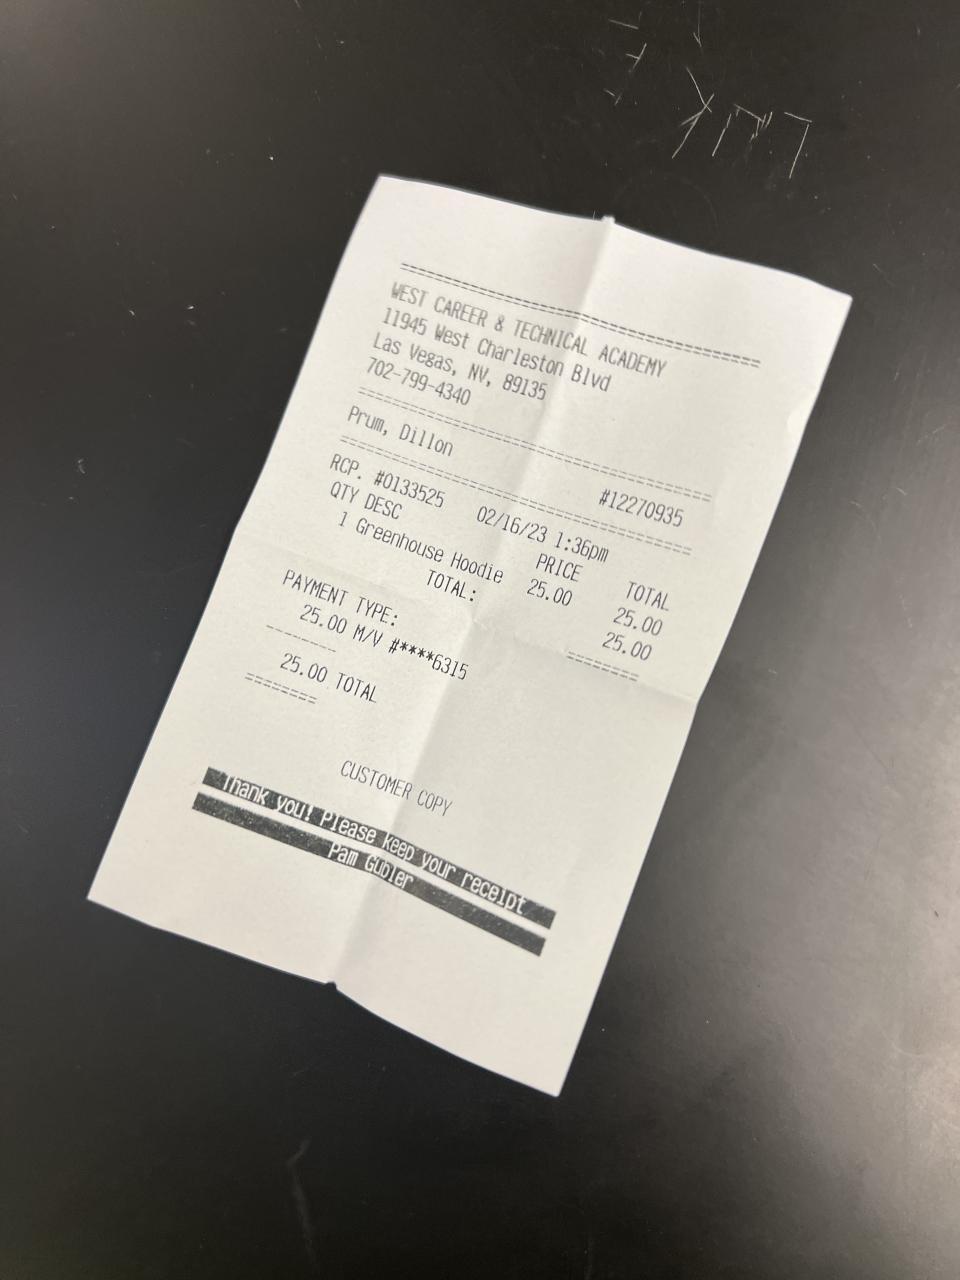 WEST CAREER & TECHNICAL ACADEMY
11945 West Charleston Blvd
Las Vegas, NV, 89135
702-799-4340
Prum, Dillon #12270935
RCP. #0133525 02/16/23 1:36pm
QTY DESC PRICE TOTAL
1 Greenhouse Hoodie 25.00 25.00
TOTAL: 25.00
PAYMENT TYPE:
25.00 M/V #****6315
25.00 TOTAL
CUSTOMER COPY
Thank you! Please keep your receipt
Pam Gubler